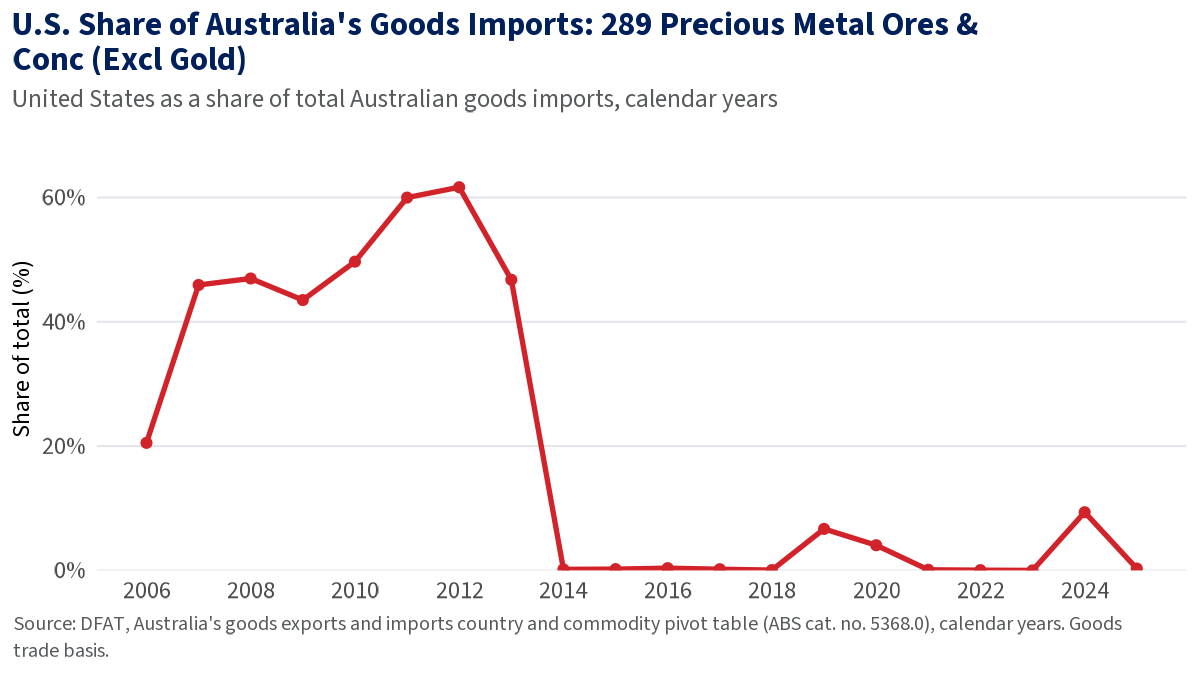 U.S. Share of Australia's Goods Imports: 289 Precious Metal Ores &
Conc (Excl Gold)
United States as a share of total Australian goods imports, calendar years
Share of total (%)
60%
40%
20%
0%
2006 2008 2010 2012 2014 2016 2018 2020 2022 2024
Source: DFAT, Australia's goods exports and imports country and commodity pivot table (ABS cat. no. 5368.0), calendar years. Goods
trade basis.